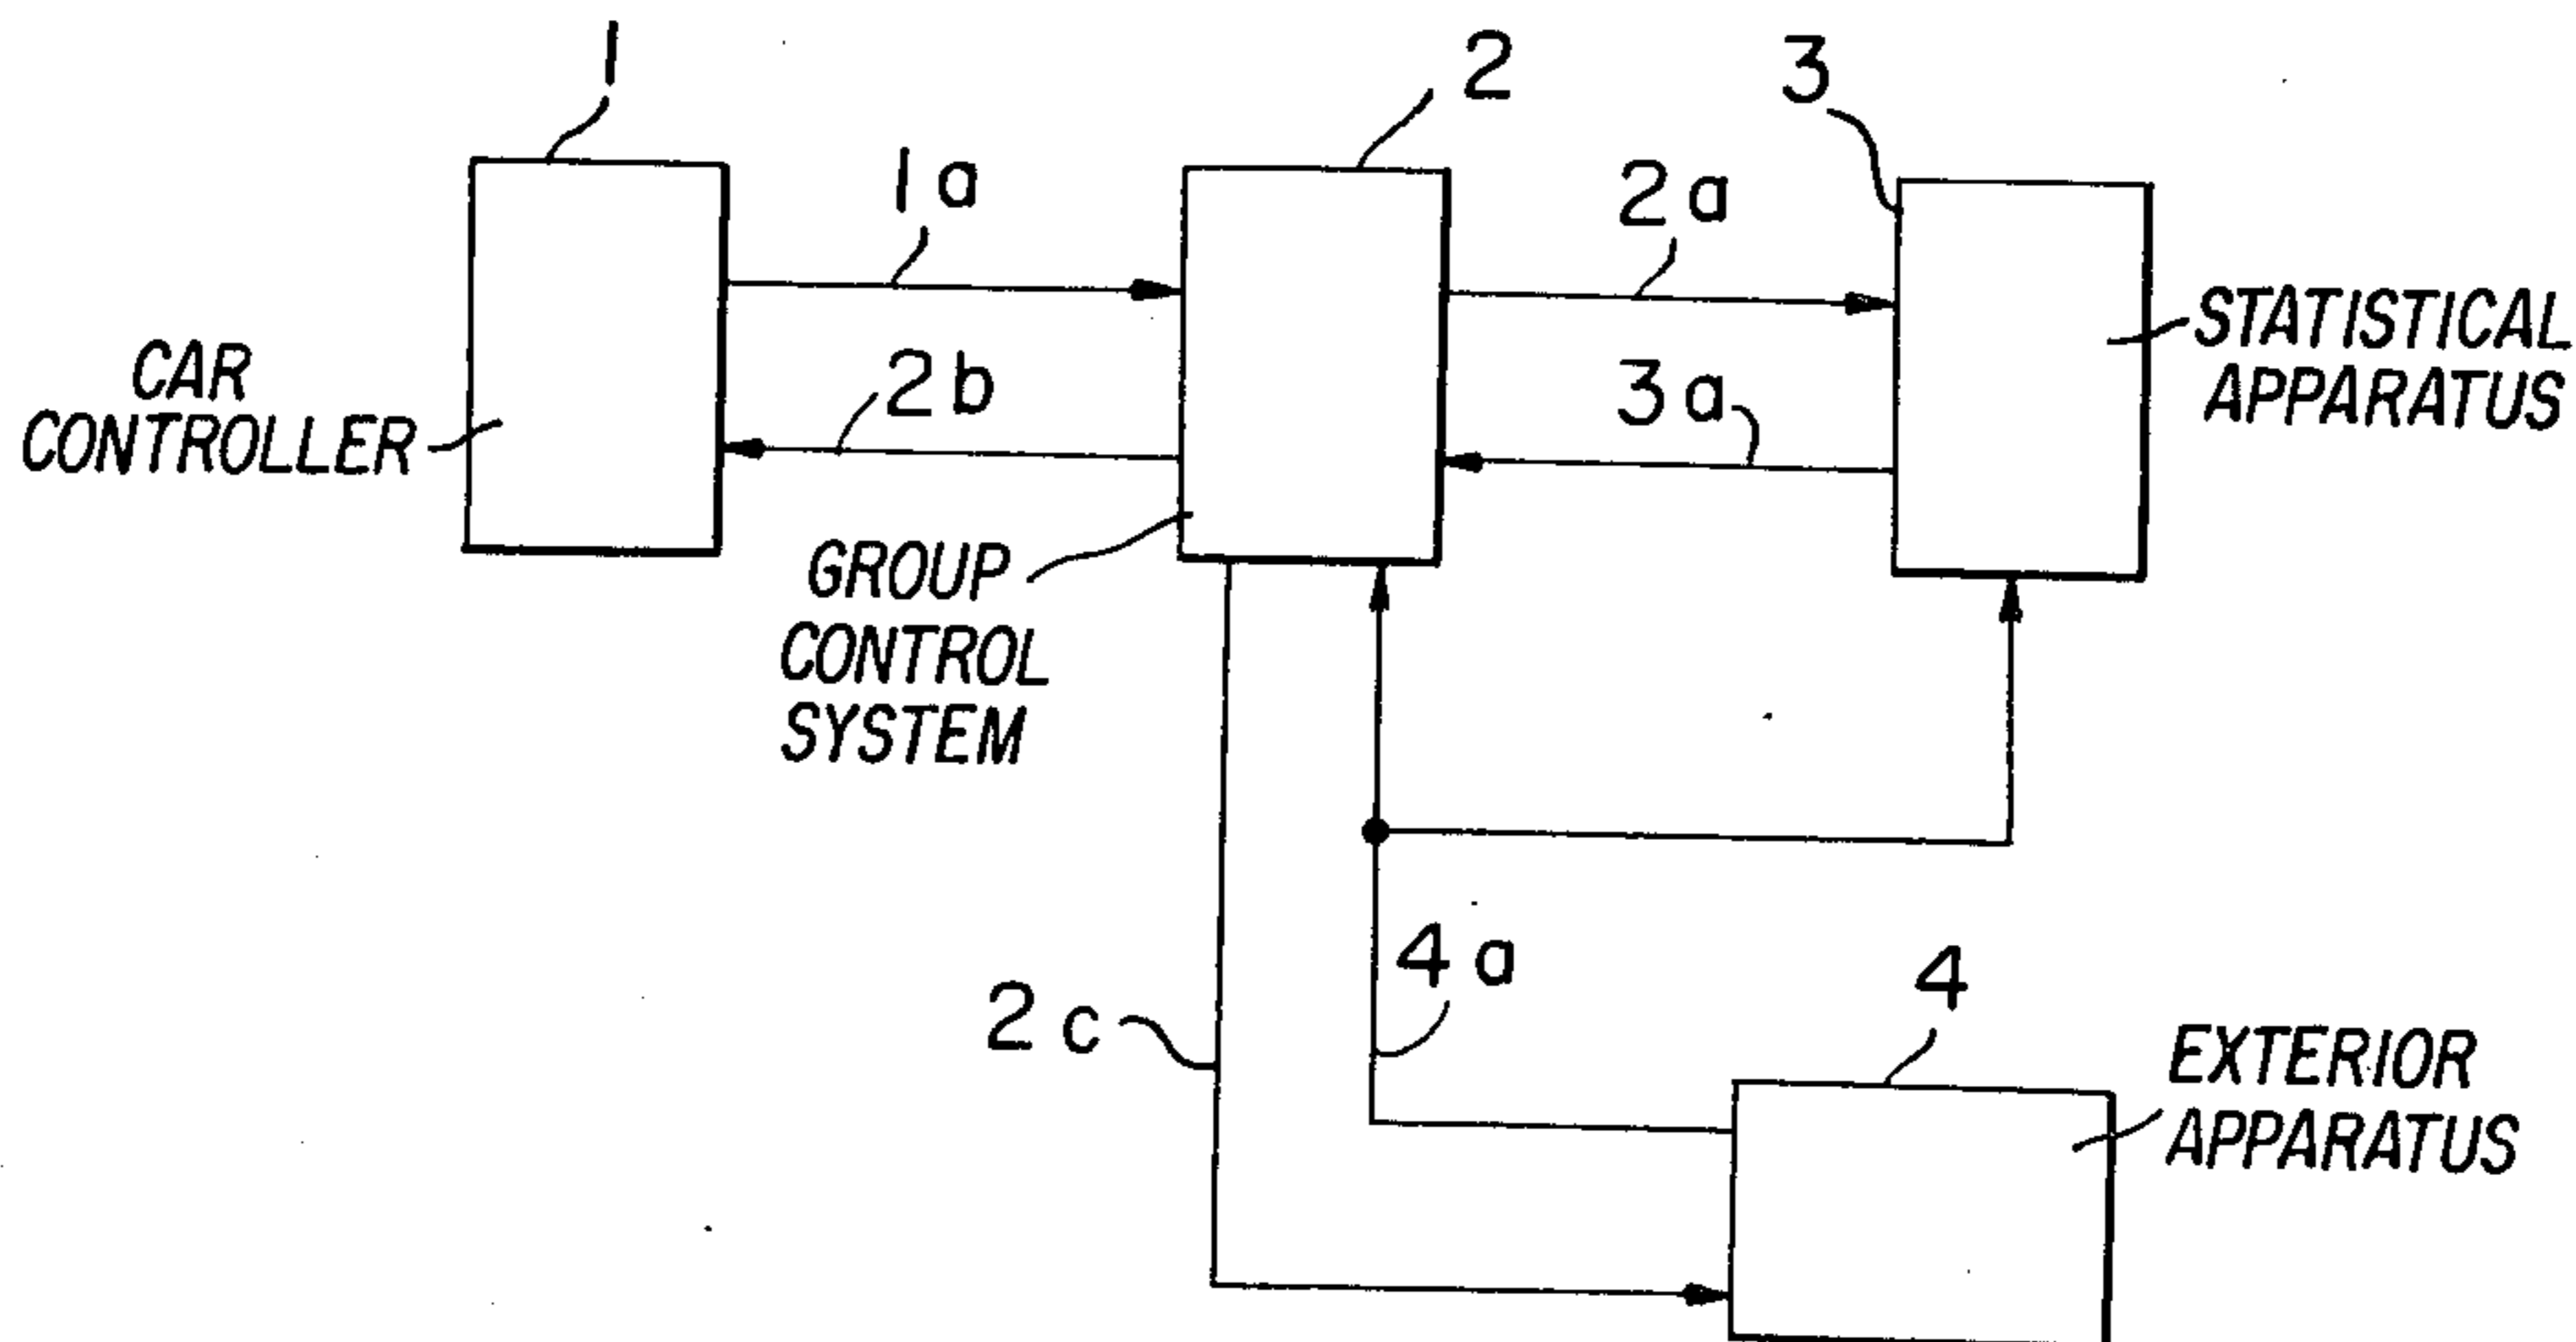 1
2
3
1a
2a
2b
3a
CAR
CONTROLLER
STATISTICAL
APPARATUS
GROUP
CONTROL
SYSTEM
2c
4a
4
EXTERIOR
APPARATUS